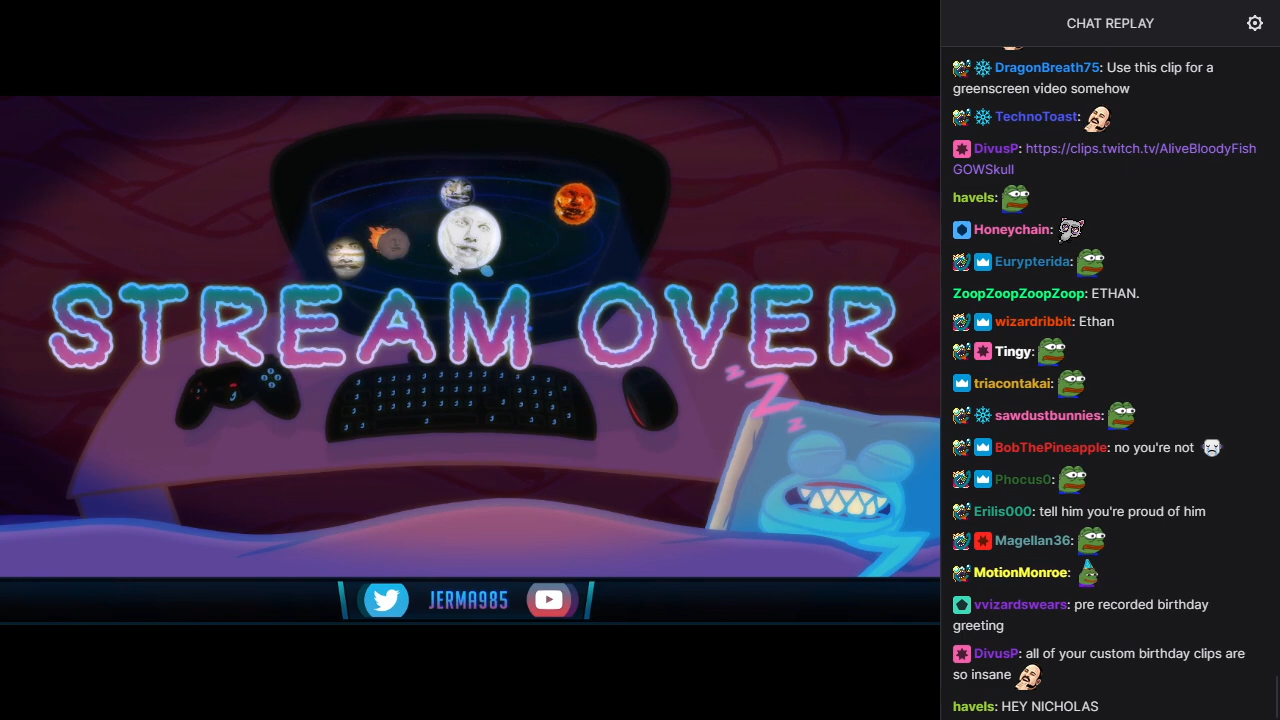 STREAM OVER
Z
Z
Z
JERMA985
CHAT REPLAY
DragonBreath75: Use this clip for a
greenscreen video somehow
TechnoToast:
DivusP: https://clips.twitch.tv/AliveBloodyFish
GOWSkull
havels:
Honeychain:
Eurypterida:
ZoopZoopZoopZoop: ETHAN.
wizardribbit: Ethan
Tingy:
triacontakai:
sawdustbunnies:
BobThePineapple: no you're not
Phocus0:
Erilis000: tell him you're proud of him
Magellan36:
MotionMonroe:
vvizardswears: pre recorded birthday
greeting
DivusP: all of your custom birthday clips are
so insane
havels: HEY NICHOLAS